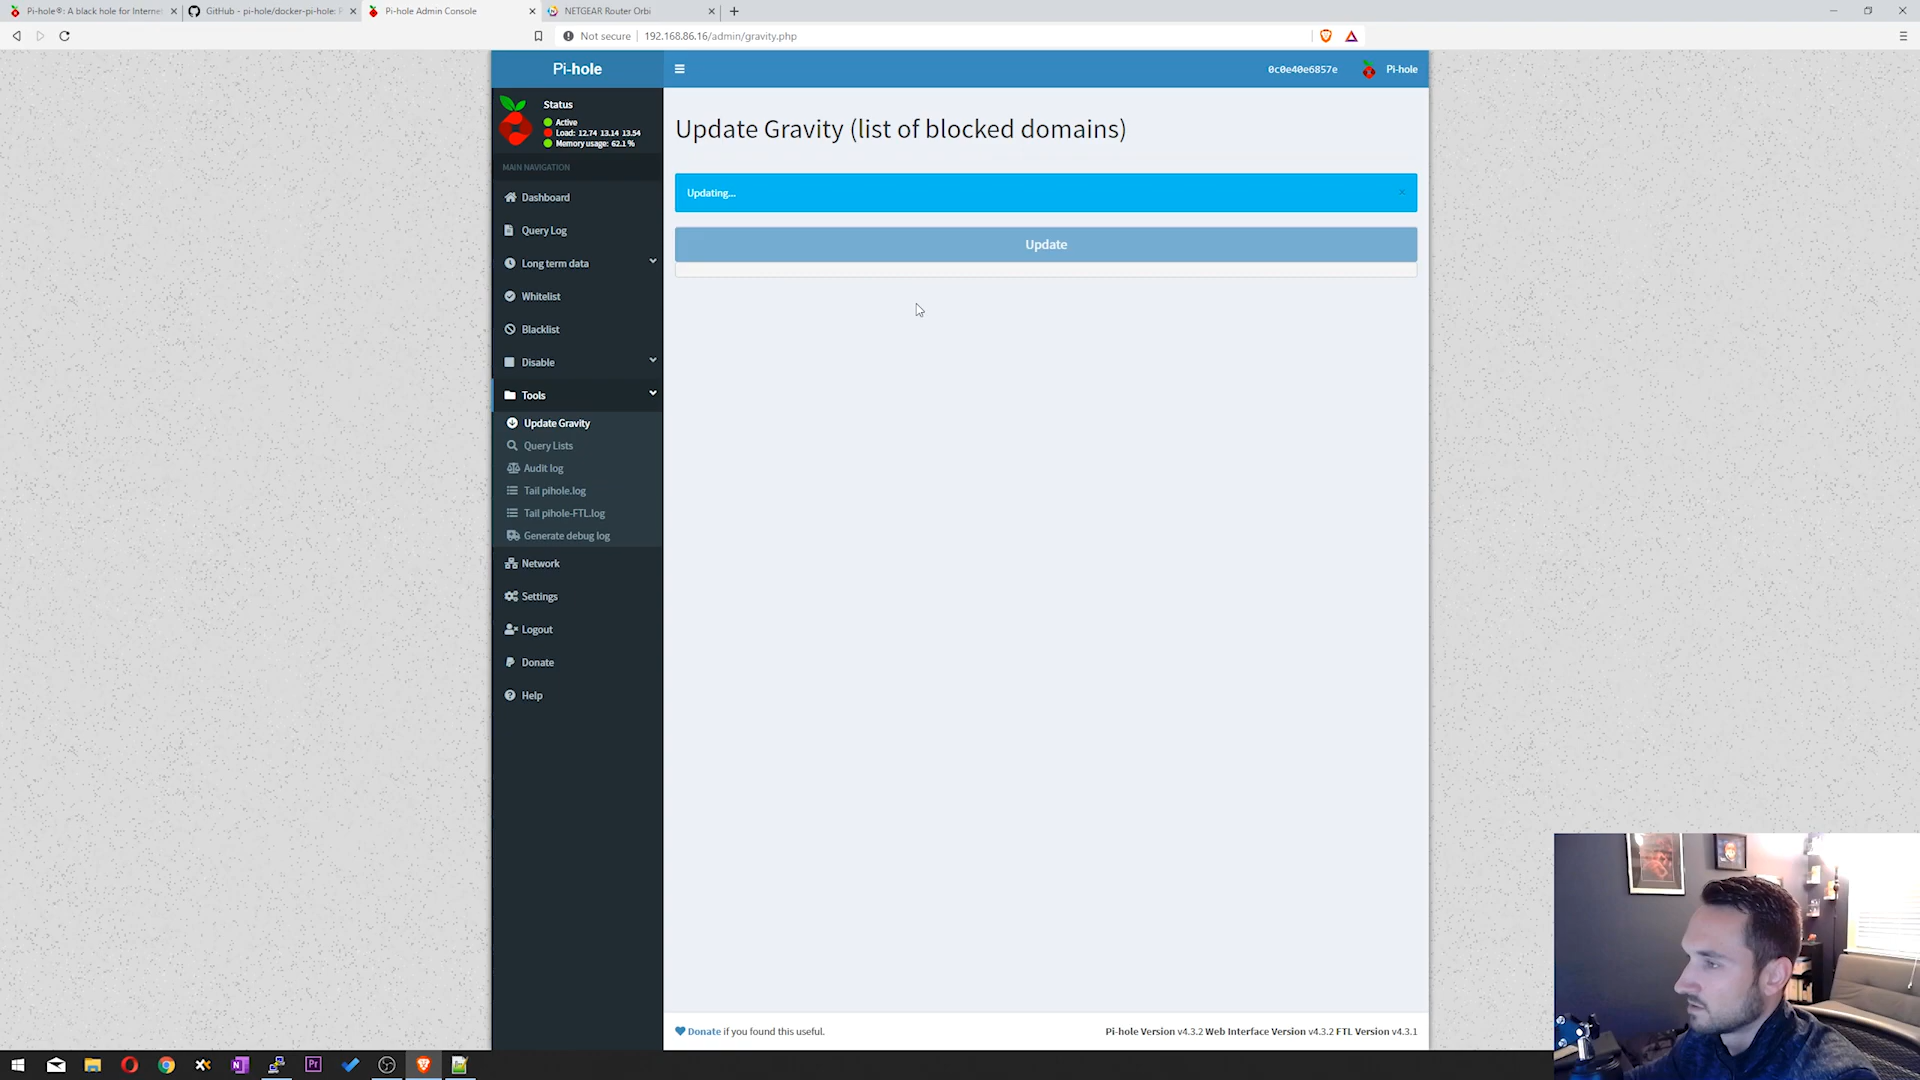 Pi-hole®: A black hole for Internet
GitHub - pi-hole/docker-pi-hole:
Pi-hole Admin Console
NETGEAR Router Orbi
Not secure
192.168.86.16/admin/gravity.php
Pi-hole
0c0e40e6857e
Pi-hole
Status
Active
Load: 12.74 13.14 13.54
Memory usage: 62.1 %
MAIN NAVIGATION
Dashboard
Query Log
Long term data
Whitelist
Blacklist
Disable
Tools
Update Gravity
Query Lists
Audit log
Tail pihole.log
Tail pihole-FTL.log
Generate debug log
Network
Settings
Logout
Donate
Help
Update Gravity (list of blocked domains)
Updating...
Update
Donate if you found this useful.
Pi-hole Version v4.3.2 Web Interface Version v4.3.2 FTL Version v4.3.1